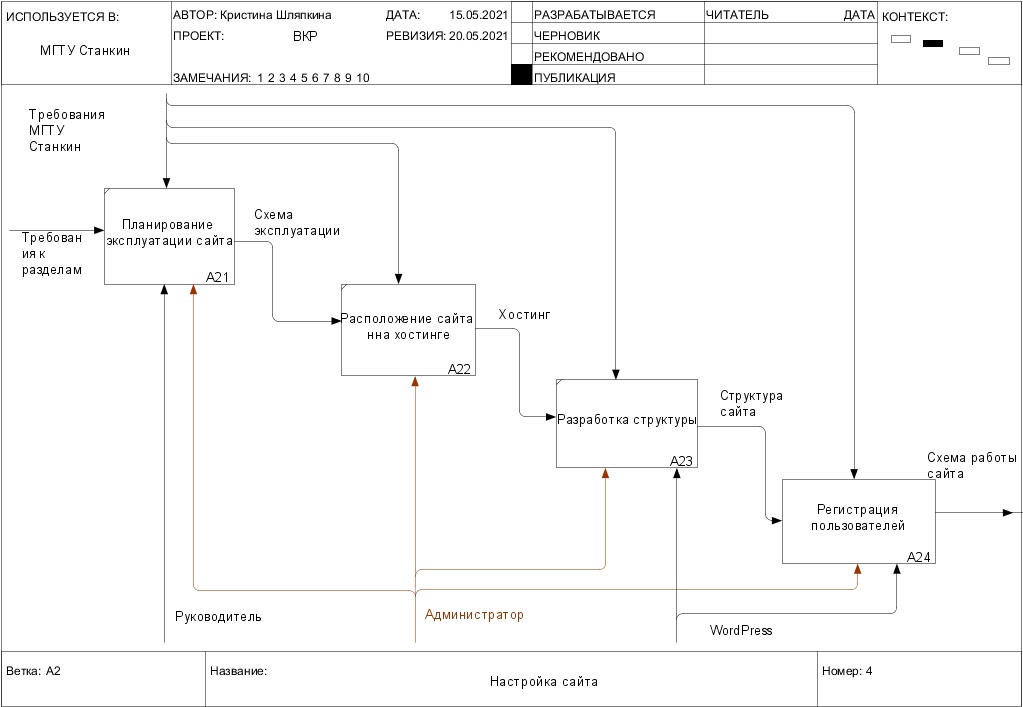 ИСПОЛЬЗУЕТСЯ В:
МГТУ Станкин
АВТОР: Кристина Шляпкина
ДАТА: 15.05.2021
ПРОЕКТ: ВКР
РЕВИЗИЯ: 20.05.2021
ЗАМЕЧАНИЯ: 1 2 3 4 5 6 7 8 9 10
РАЗРАБАТЫВАЕТСЯ
ЧЕРНОВИК
РЕКОМЕНДОВАНО
ПУБЛИКАЦИЯ
ЧИТАТЕЛЬ
ДАТА
КОНТЕКСТ:
Требования
МГТУ
Станкин
Требован
ия к
разделам
Планирование
эксплуатации сайта
A21
Схема
эксплуатации
Расположение сайта
нна хостинге
A22
Хостинг
Разработка структуры
A23
Структура
сайта
Регистрация
пользователей
A24
Схема работы
сайта
Руководитель
Администратор
WordPress
Ветка: A2
Название:
Настройка сайта
Номер: 4